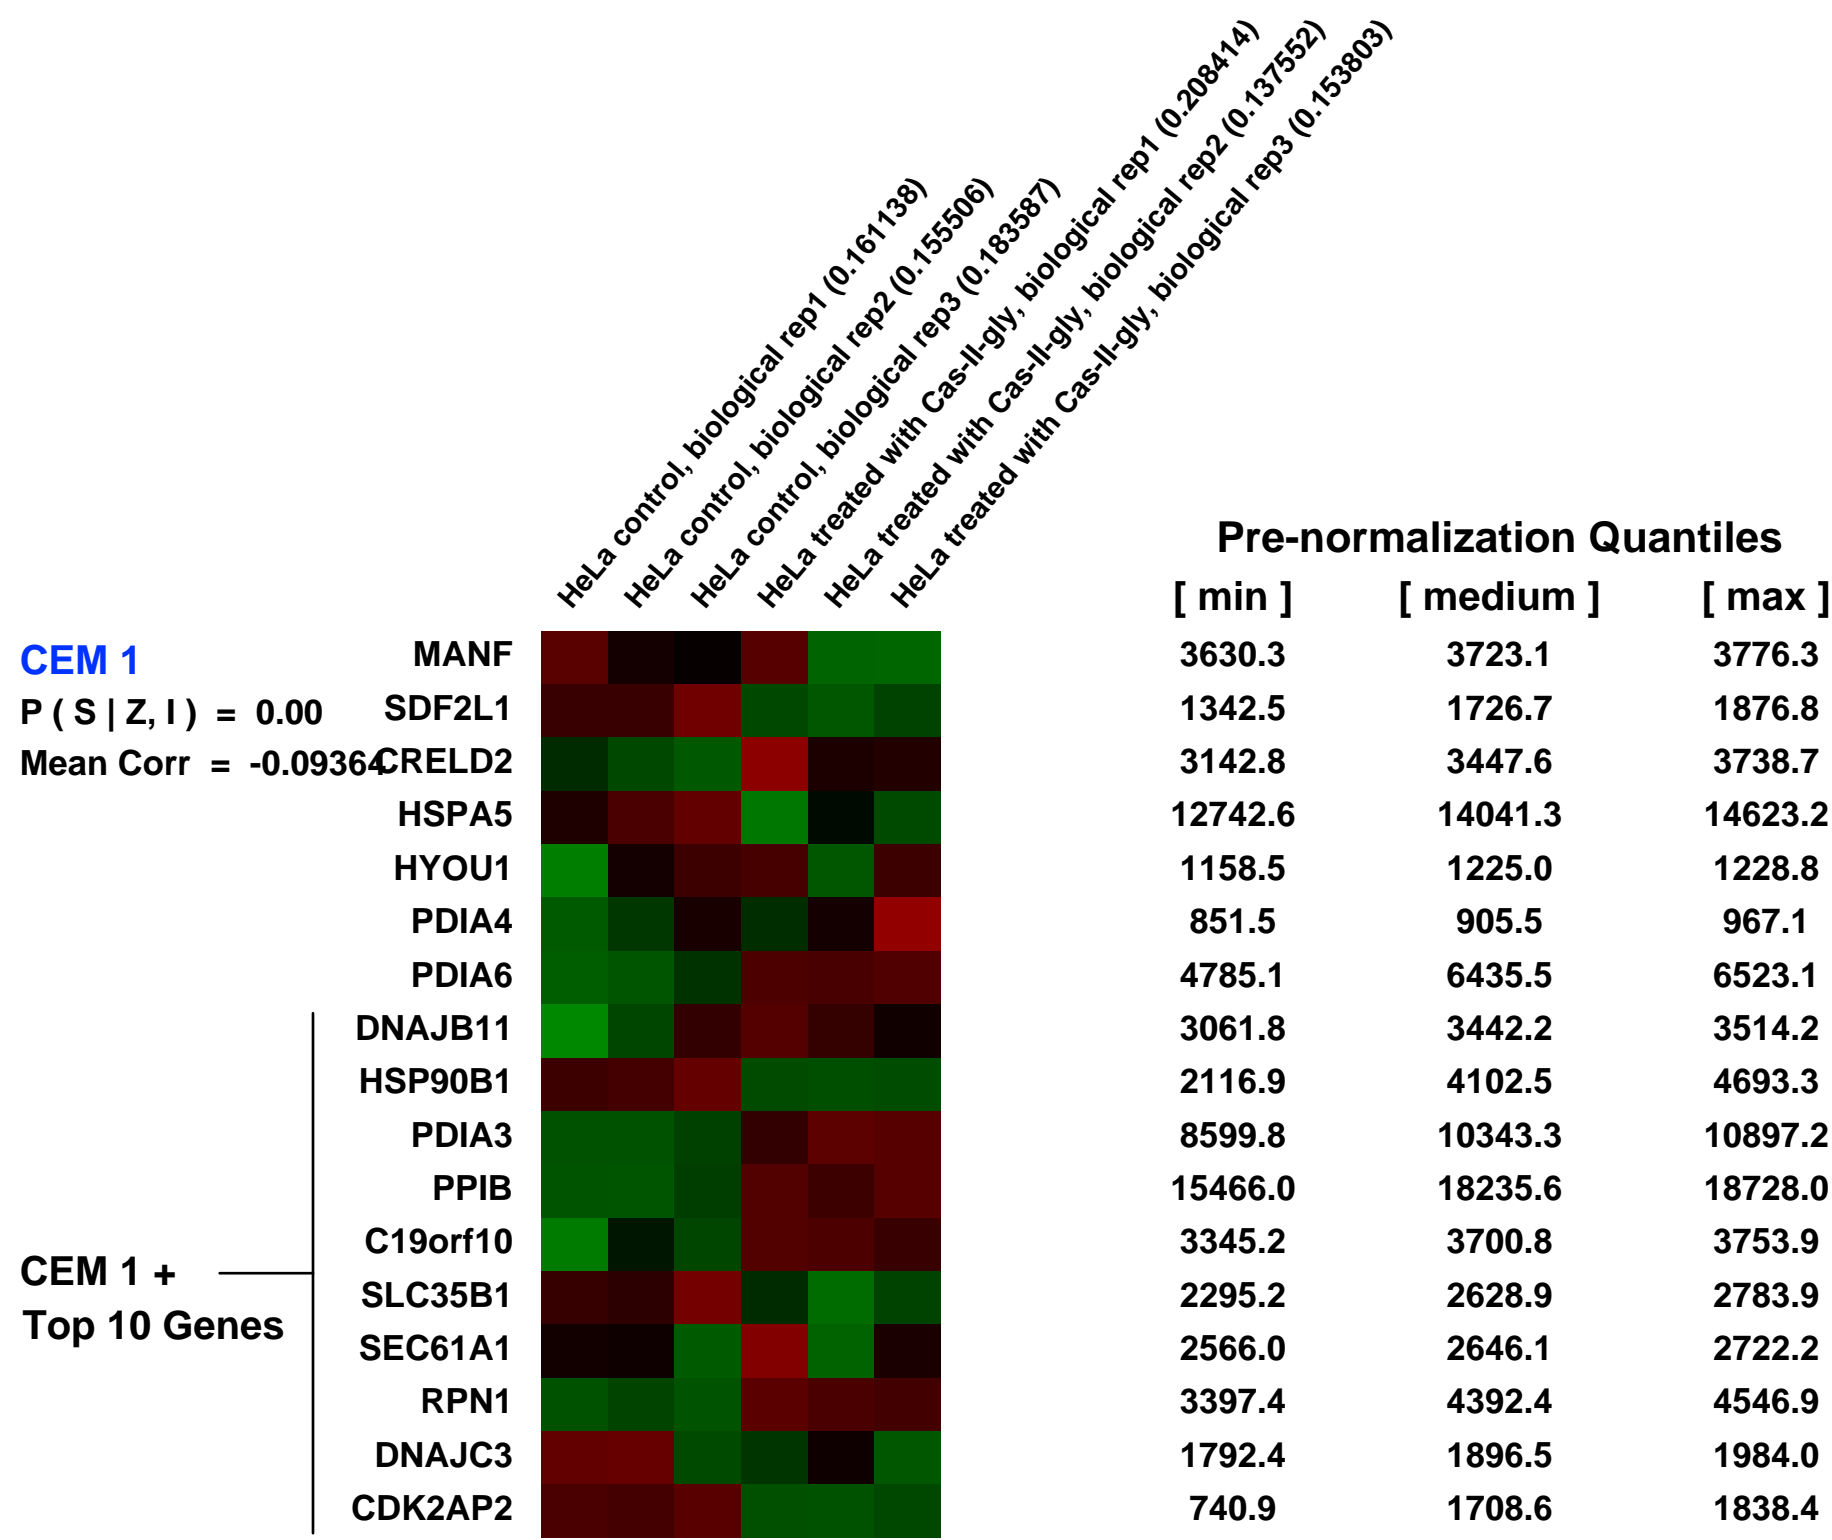 HeLa control, biological rep1 (0.161138)
HeLa control, biological rep2 (0.155506)
HeLa control, biological rep3 (0.183587)
HeLa treated with Cas-II-gly, biological rep1 (0.208414)
HeLa treated with Cas-II-gly, biological rep2 (0.137552)
HeLa treated with Cas-II-gly, biological rep3 (0.153803)
Pre-normalization Quantiles
[ min ] [ medium ] [ max ]
CEM 1
P ( S | Z, I ) = 0.00
Mean Corr = -0.09364
MANF 3630.3 3723.1 3776.3
SDF2L1 1342.5 1726.7 1876.8
CRELD2 3142.8 3447.6 3738.7
HSPA5 12742.6 14041.3 14623.2
HYOU1 1158.5 1225.0 1228.8
PDIA4 851.5 905.5 967.1
PDIA6 4785.1 6435.5 6523.1
DNAJB11 3061.8 3442.2 3514.2
HSP90B1 2116.9 4102.5 4693.3
PDIA3 8599.8 10343.3 10897.2
PPIB 15466.0 18235.6 18728.0
C19orf10 3345.2 3700.8 3753.9
CEM 1 +
Top 10 Genes
SLC35B1 2295.2 2628.9 2783.9
SEC61A1 2566.0 2646.1 2722.2
RPN1 3397.4 4392.4 4546.9
DNAJC3 1792.4 1896.5 1984.0
CDK2AP2 740.9 1708.6 1838.4